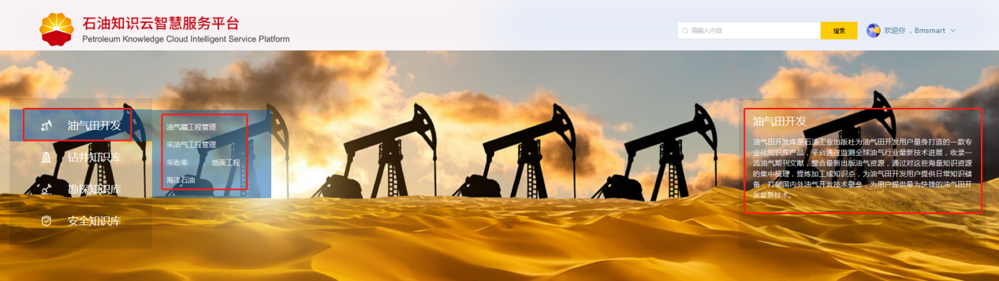 石油知识云智慧服务平台
Petroleum Knowledge Cloud Intelligent Service Platform
请输入内容
搜索
欢迎你 ，Bmsmart
油气田开发
钻井知识库
勘探知识库
安全知识库
油气藏工程管理
采油气工程管理
采收率 地面工程
海洋石油
油气田开发
油气田开发库是石油工业出版社为油气田开发用户量身打造的一款专
业化知识库产品，平台通过监测全球油气行业最新技术进展，收录一
流油气期刊文献，整合最新出版油气资源，通过对这些海量知识资源
的集中梳理，提炼加工成知识点，为油气田开发用户提供日常知识储
备，打破国内外油气开发技术壁垒，为用户提供最为快捷的油气田开
发最新技术。